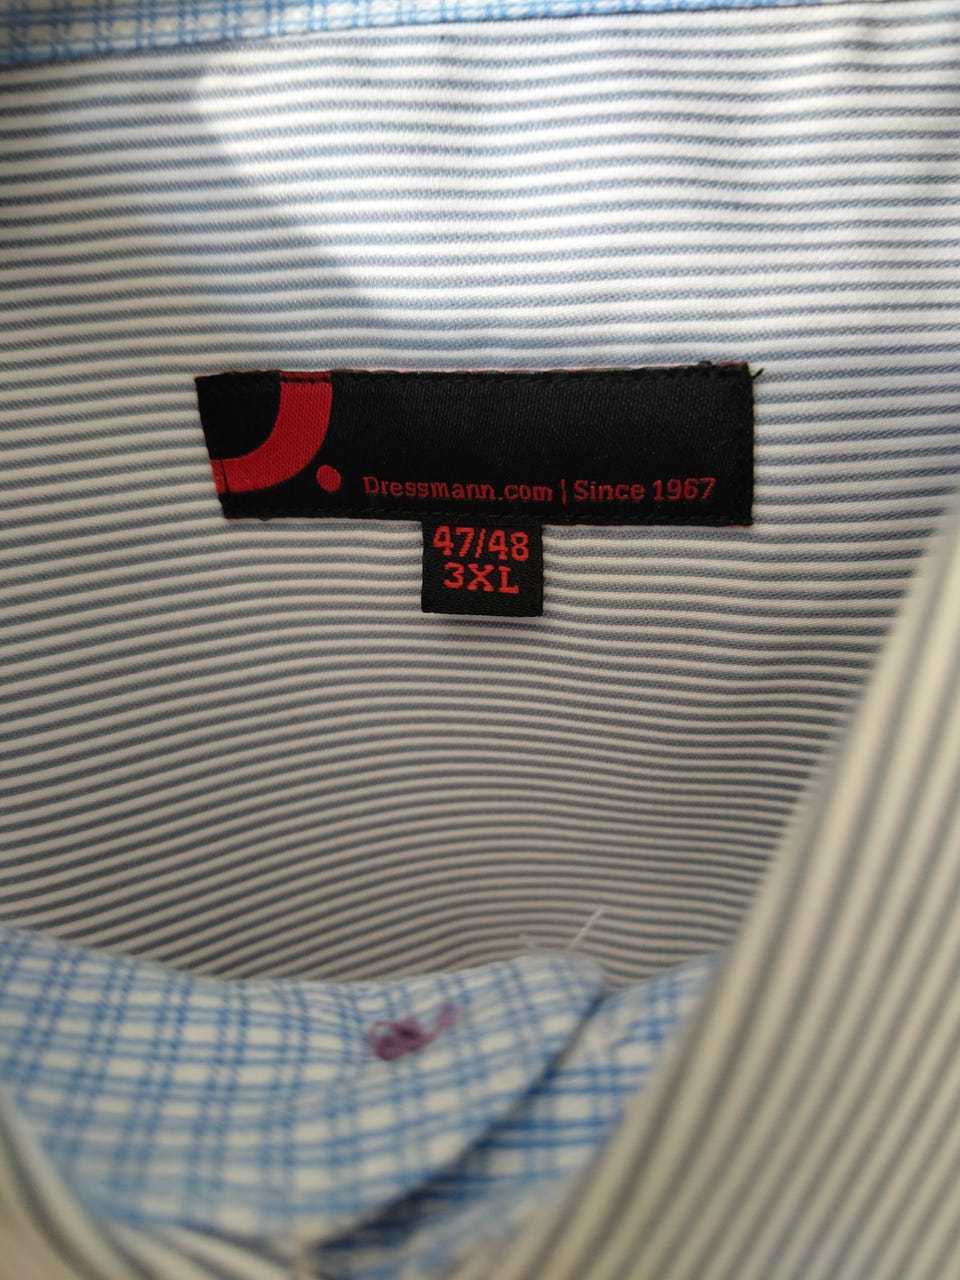 Dressmann.com | Since 1967
47/48
3XL